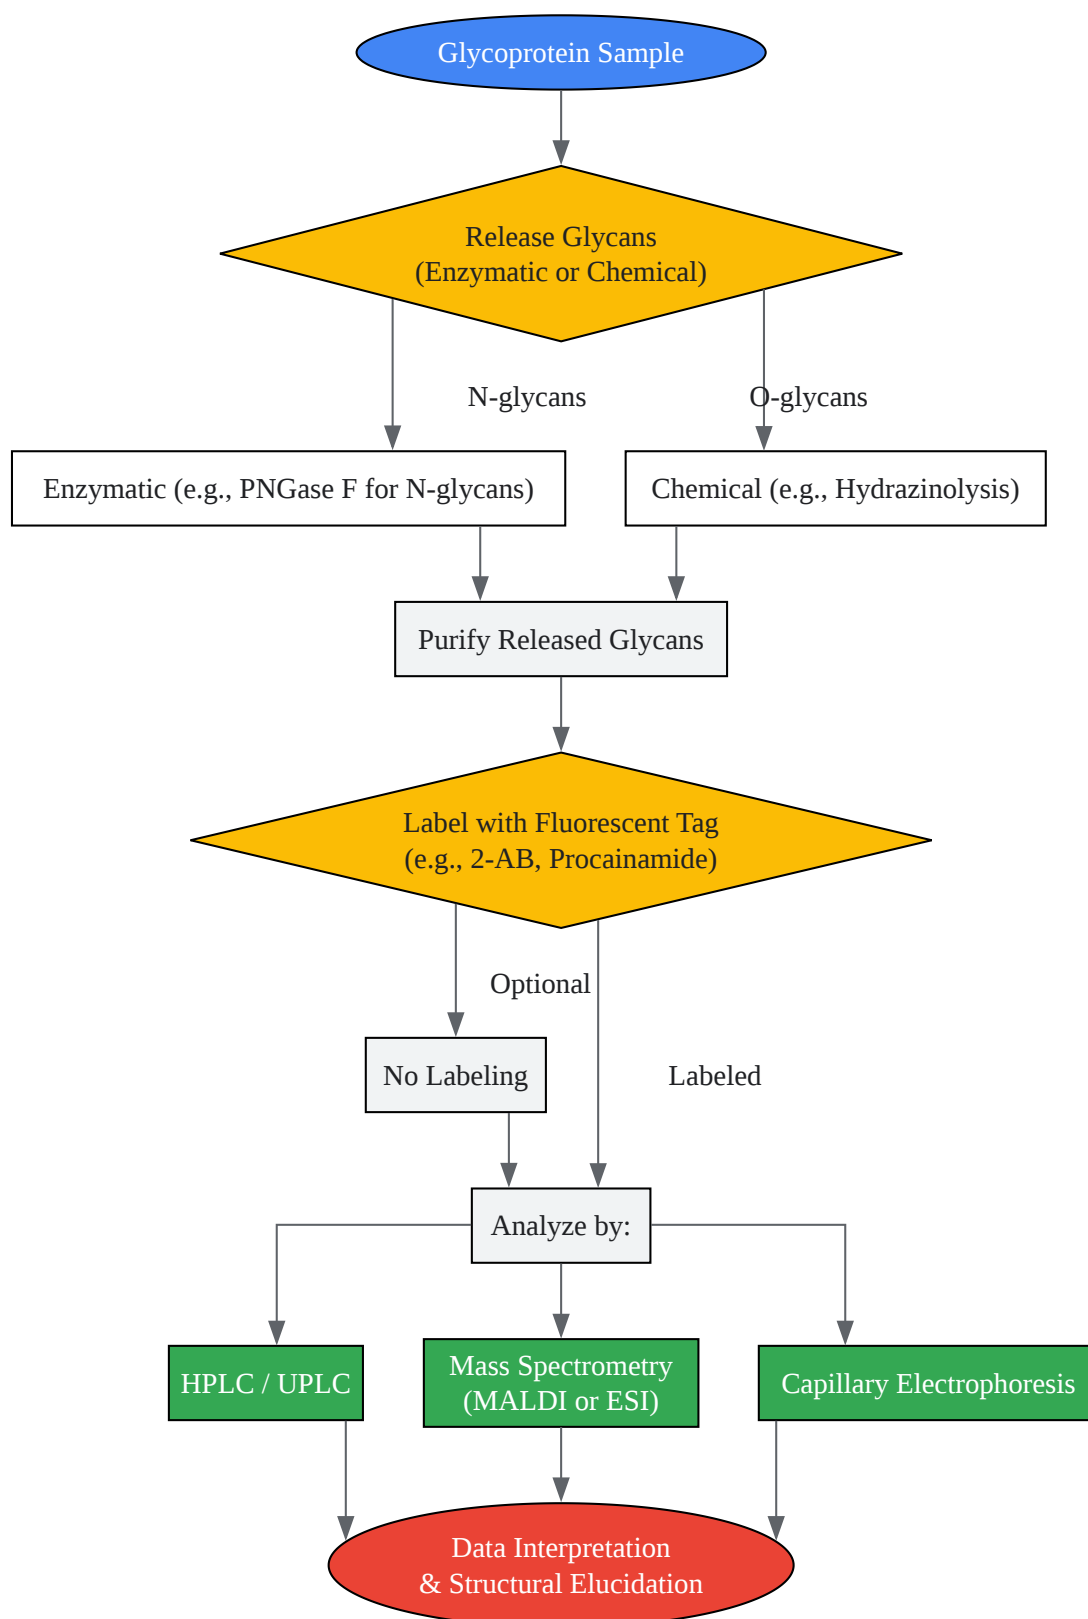 Glycoprotein Sample
Release Glycans
(Enzymatic or Chemical)
N-glycans
O-glycans
Enzymatic (e.g., PNGase F for N-glycans)
Chemical (e.g., Hydrazinolysis)
Purify Released Glycans
Label with Fluorescent Tag
(e.g., 2-AB, Procainamide)
Optional
No Labeling
Labeled
Analyze by:
HPLC / UPLC
Mass Spectrometry
(MALDI or ESI)
Capillary Electrophoresis
Data Interpretation
& Structural Elucidation